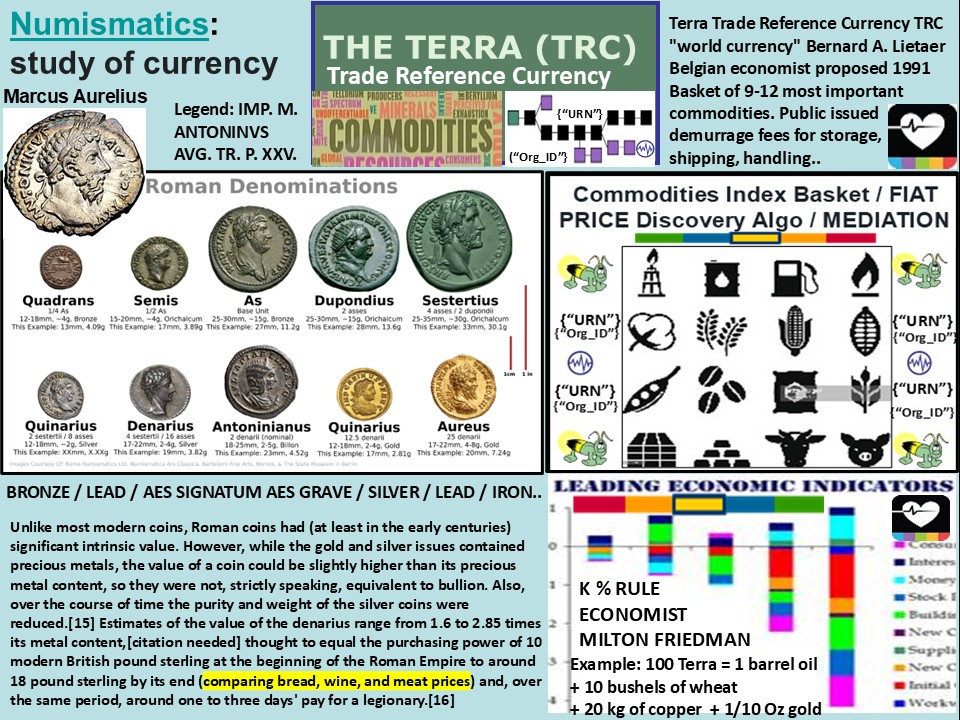 Numismatics:
study of currency
Marcus Aurelius
Legend: IMP. M.
ANTONINVS
AVG. TR. P. XXV.
THE TERRA (TRC)
Trade Reference Currency
TELLURIUM PRODUCERS NECESSARY
SPECTRUM
UNDIFFERENTIATED
MINERALS
WEALTH
BERYLLIUM
PERCEIVED FUNG
EXHAUSTION
COMMODITIES
GLOBAL RESOURCES CONSUMERS
{“URN”}
(“Org_ID”}
Terra Trade Reference Currency TRC
"world currency" Bernard A. Lietaer
Belgian economist proposed 1991
Basket of 9-12 most important
commodities. Public issued
demurrage fees for storage,
shipping, handling..
Roman Denominations
Quadrans
1/4 As
12-18mm, ~4g, Bronze
This Example: 13mm, 4.09g
Semis
1/2 As
15-20mm, ~4g, Orichalcum
This Example: 17mm, 3.89g
As
Base Unit
25-30mm, ~15g, Bronze
This Example: 27mm, 11.2g
Dupondius
2 asses
25-30mm, ~15g, Orichalcum
This Example: 28mm, 13.6g
Sestertius
4 asses / 2 dupondii
25-35mm, ~30g, Orichalcum
This Example: 33mm, 30.1g
1cm 1 in
Quinarius
2 sestertii / 8 asses
12-18mm, ~2g, Silver
This Example: XXmm, X.XXg
Denarius
4 sestertii / 16 asses
17-22mm, 2-4g, Silver
This Example: 19mm, 3.82g
Antoninianus
2 denarii (nominal)
18-25mm, 2-5g, Billon
This Example: 23mm, 4.52g
Quinarius
12.5 denarii
12-18mm, 2-4g, Gold
This Example: 17mm, 2.81g
Aureus
25 denarii
17-22mm, 4-8g, Gold
This Example: 20mm, 7.24g
Images Courtesy Of: Roma Numismatics Ltd, Numismatica Ars Classica, Bertolami Fine Arts, Nomos, & The State Museum in Berlin
Commodities Index Basket / FIAT
PRICE Discovery Algo / MEDIATION
{“URN”}
{“Org_ID”}
{“URN”}
{“Org_ID”}
{“URN”}
{“Org_ID”}
{“URN”}
{“Org_ID”}
BRONZE / LEAD / AES SIGNATUM AES GRAVE / SILVER / LEAD / IRON..
Unlike most modern coins, Roman coins had (at least in the early centuries)
significant intrinsic value. However, while the gold and silver issues contained
precious metals, the value of a coin could be slightly higher than its precious
metal content, so they were not, strictly speaking, equivalent to bullion. Also,
over the course of time the purity and weight of the silver coins were
reduced.[15] Estimates of the value of the denarius range from 1.6 to 2.85 times
its metal content,[citation needed] thought to equal the purchasing power of 10
modern British pound sterling at the beginning of the Roman Empire to around
18 pound sterling by its end (comparing bread, wine, and meat prices) and, over
the same period, around one to three days' pay for a legionary.[16]
LEADING ECONOMIC INDICATORS
1
0
1
2
3
4
Consu
Interes
Money
Stock I
Buildi
New C
Suppli
New C
Initial
Workw
K % RULE
ECONOMIST
MILTON FRIEDMAN
Example: 100 Terra = 1 barrel oil
+ 10 bushels of wheat
+ 20 kg of copper + 1/10 Oz gold